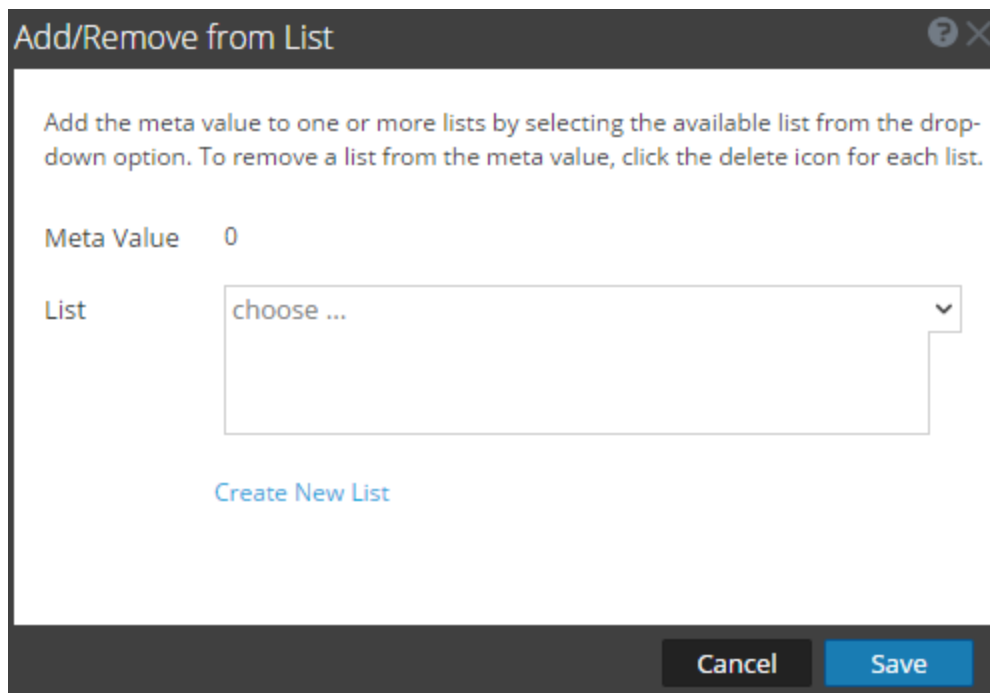 Add/Remove from List
Add the meta value to one or more lists by selecting the available list from the drop-
down option. To remove a list from the meta value, click the delete icon for each list.
Meta Value 0
List choose ...
Create New List
Cancel Save